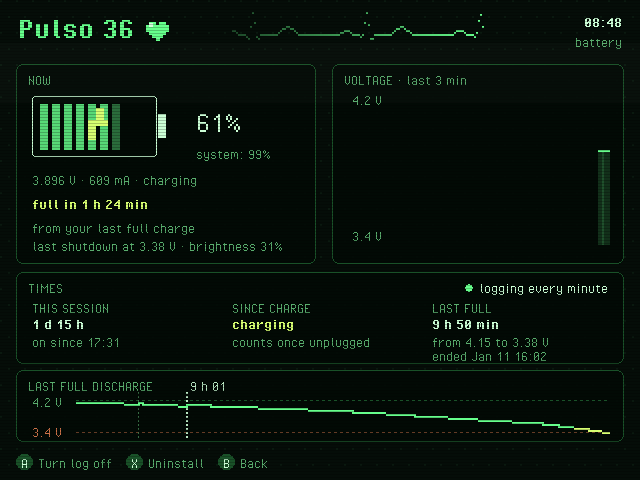 Pulso 36
08:48
battery
NOW
61%
system: 99%
3.896 V · 609 mA · charging
full in 1 h 24 min
from your last full charge
last shutdown at 3.38 V · brightness 31%
VOLTAGE · last 3 min
4.2 V
3.4 V
TIMES
logging every minute
THIS SESSION
1 d 15 h
on since 17:31
SINCE CHARGE
charging
counts once unplugged
LAST FULL
9 h 50 min
from 4.15 to 3.38 V
ended Jan 11 16:02
LAST FULL DISCHARGE
9 h 01
4.2 V
3.4 V
A Turn log off
X Uninstall
B Back